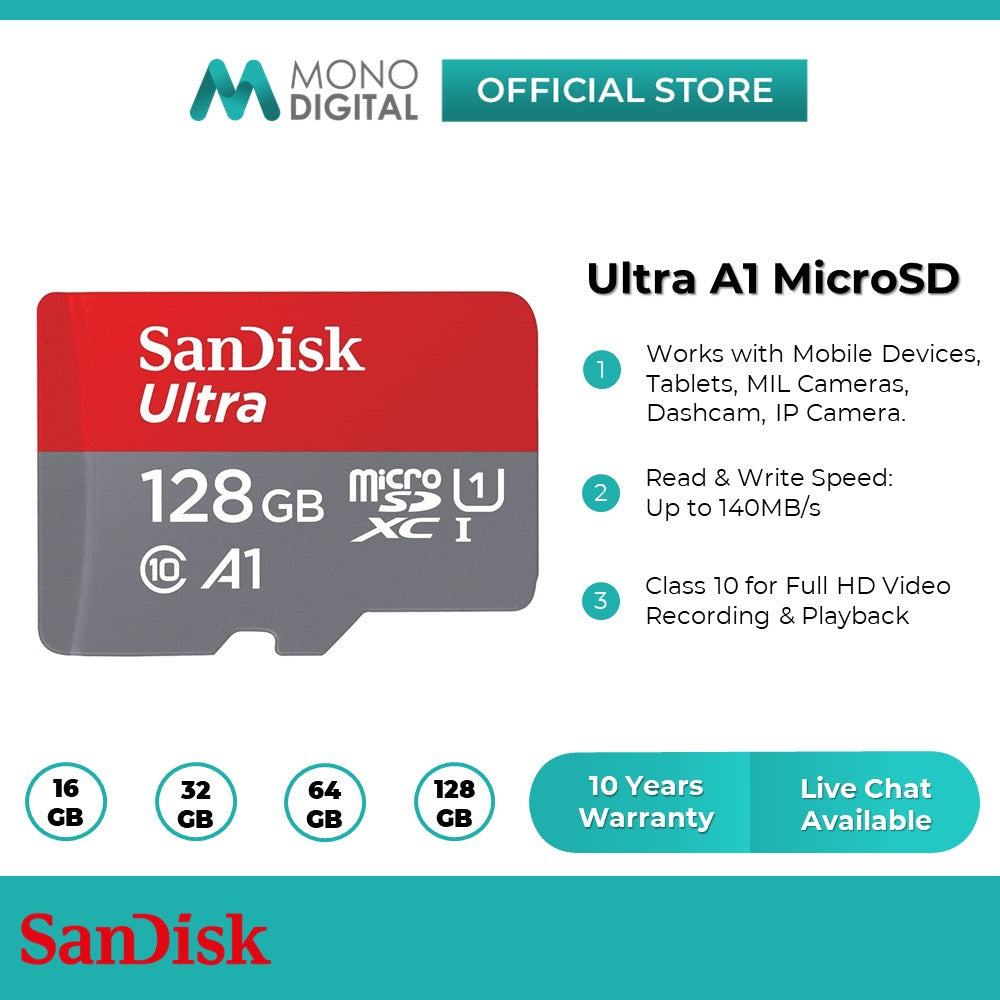 MONO
DIGITAL
OFFICIAL STORE
Ultra A1 MicroSD
SanDisk
Ultra
128 GB
micro
SD
XC I
1
10 A1
1
Works with Mobile Devices,
Tablets, MIL Cameras,
Dashcam, IP Camera.
2
Read & Write Speed:
Up to 140MB/s
3
Class 10 for Full HD Video
Recording & Playback
16
GB
32
GB
64
GB
128
GB
10 Years
Warranty
Live Chat
Available
SanDisk